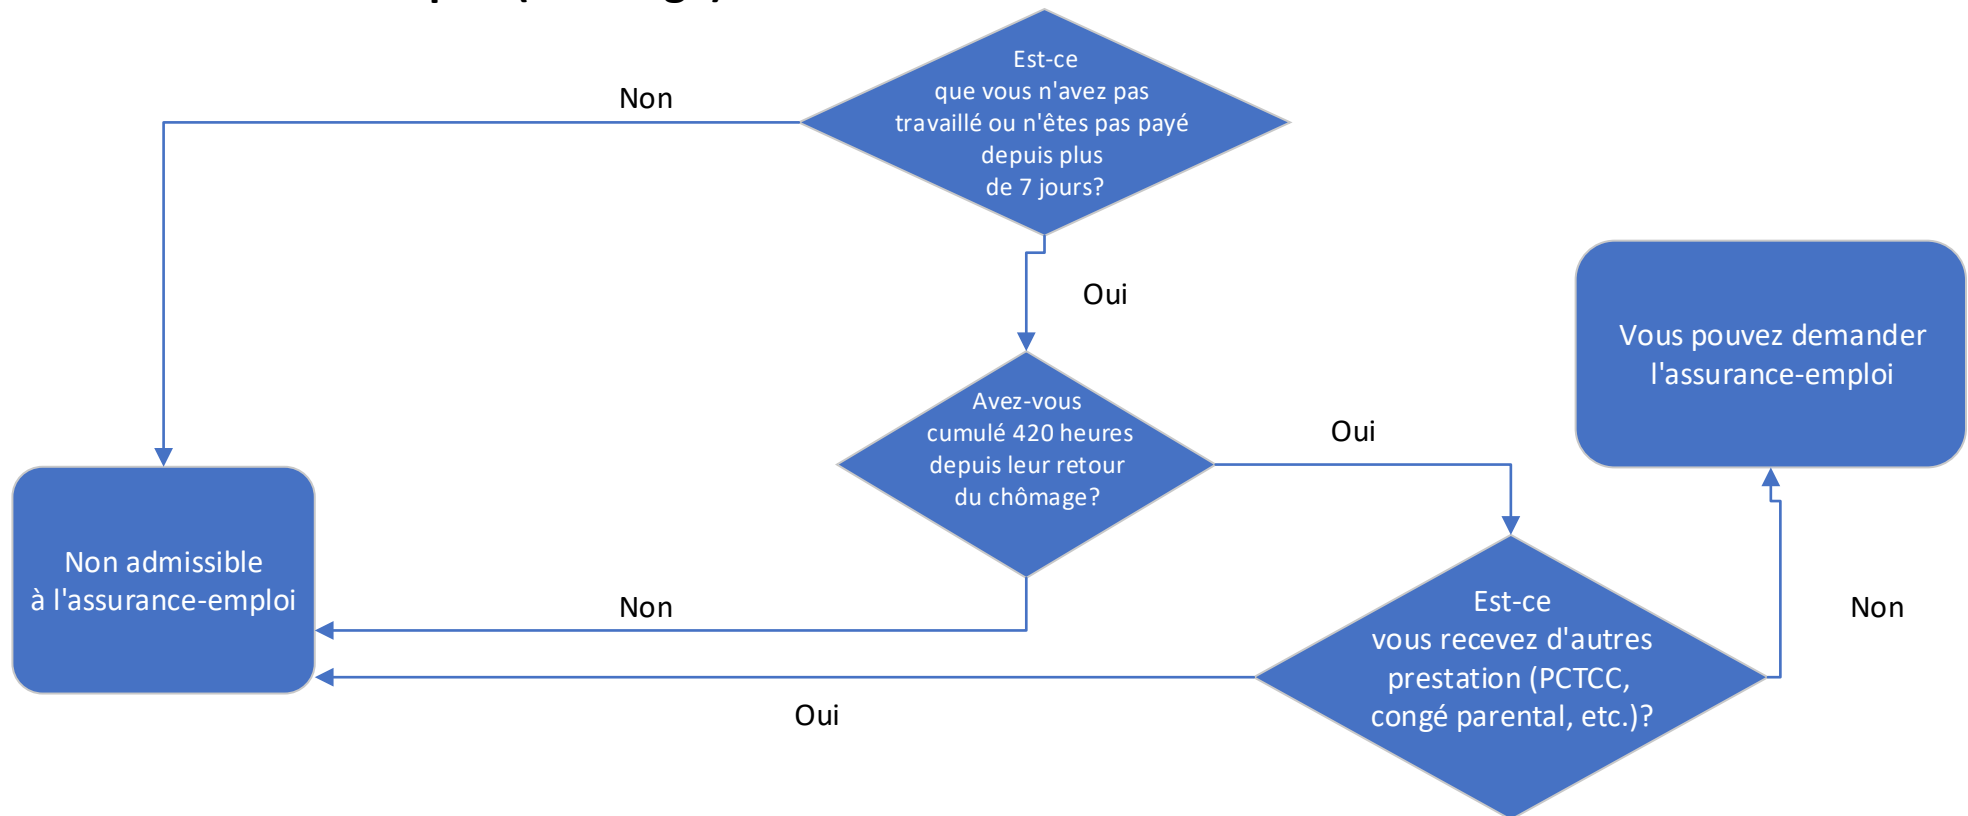 Est-ce
que vous n'avez pas
travaillé ou n'êtes pas payé
depuis plus
de 7 jours?
Non
Oui
Vous pouvez demander
l'assurance-emploi
Avez-vous
cumulé 420 heures
depuis leur retour
du chômage?
Oui
Non admissible
à l'assurance-emploi
Non
Est-ce
vous recevez d'autres
prestation (PCTCC,
congé parental, etc.)?
Non
Oui